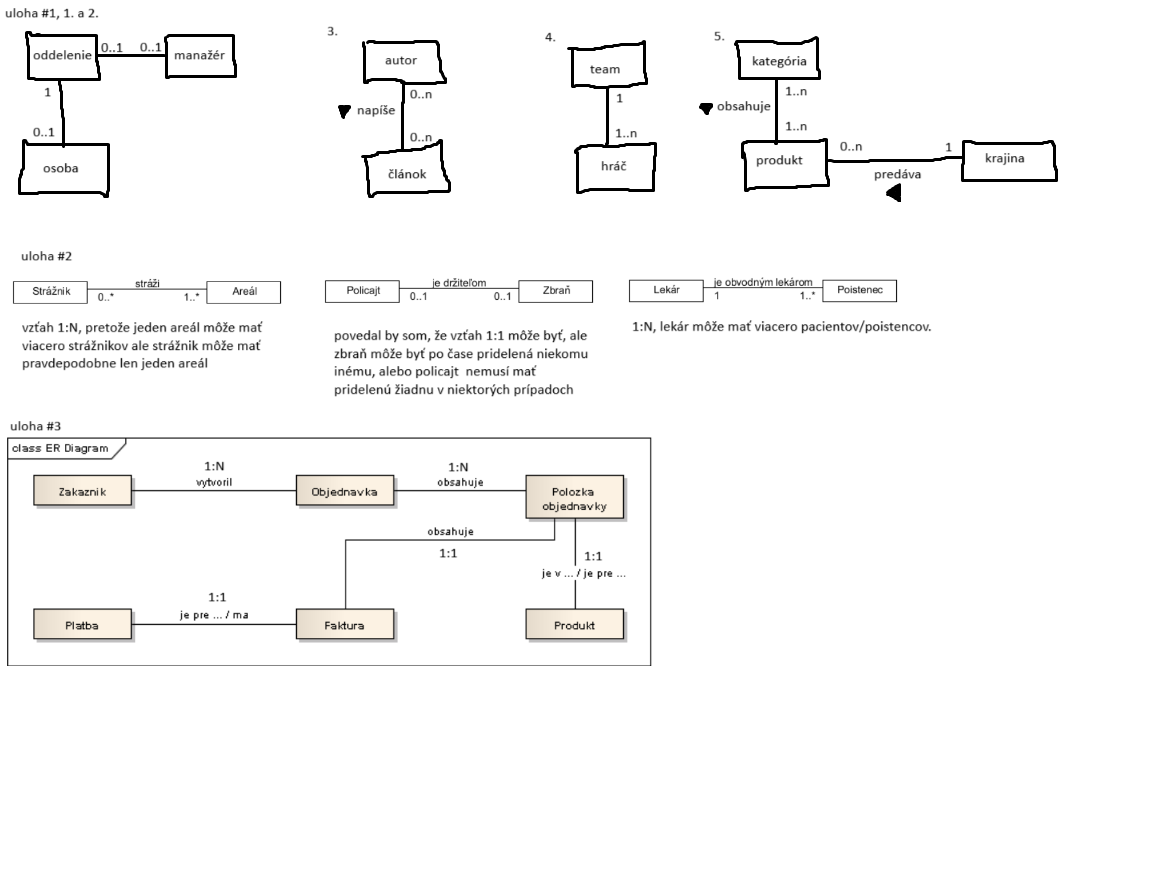 uloha #1, 1. a 2.
oddelenie
0..1
0..1
manažér
1
0..1
osoba
3.
autor
0..n
napíše
0..n
článok
4.
team
1
1..n
hráč
5.
kategória
1..n
obsahuje
1..n
produkt
0..n
1
predáva
krajina
uloha #2
Strážnik
stráži
0..*
1..*
Areál
vzťah 1:N, pretože jeden areál môže mať
viacero strážnikov ale strážnik môže mať
pravdepodobne len jeden areál
Policajt
je držiteľom
0..1
0..1
Zbraň
povedal by som, že vzťah 1:1 môže byť, ale
zbraň môže byť po čase pridelená niekomu
inému, alebo policajt nemusí mať
pridelenú žiadnu v niektorých prípadoch
Lekár
je obvodným lekárom
1
1..*
Poistenec
1:N, lekár môže mať viacero pacientov/poistencov.
uloha #3
class ER Diagram
Zakaznik
1:N
vytvoril
Objednavka
1:N
obsahuje
Polozka
objednavky
obsahuje
1:1
1:1
je v ... / je pre ...
Platba
1:1
je pre ... / ma
Faktura
Produkt